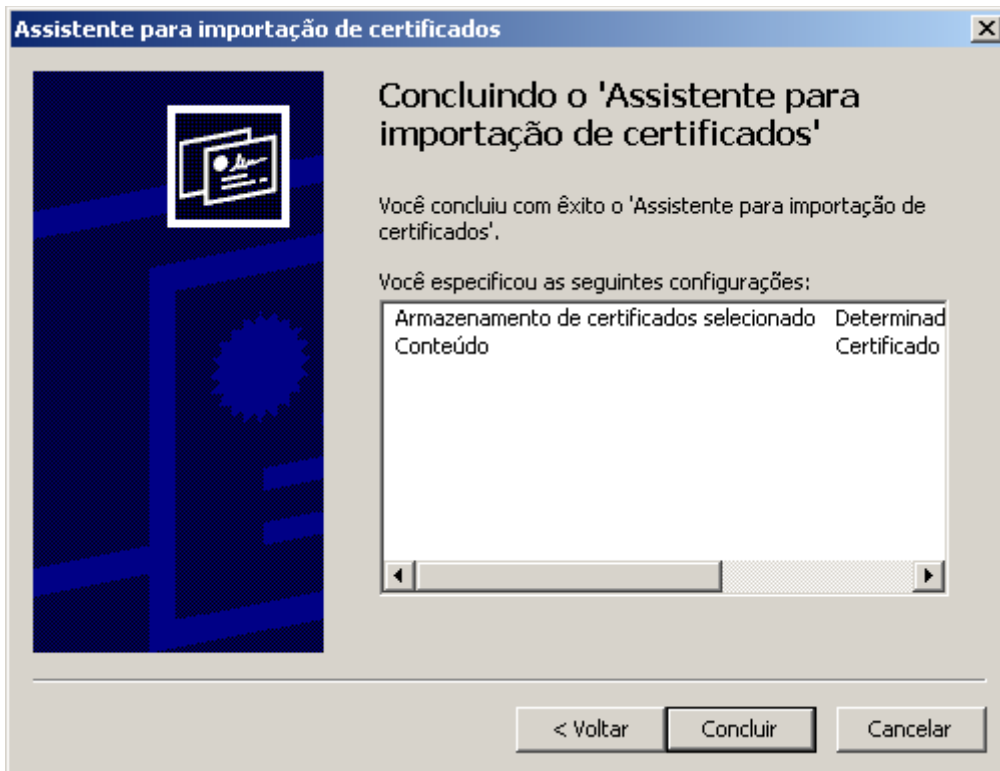 Assistente para importação de certificados
Concluindo o 'Assistente para
importação de certificados'
Você concluiu com êxito o 'Assistente para importação de
certificados'.
Você especificou as seguintes configurações:
Armazenamento de certificados selecionado Determinad
Conteúdo Certificado
< Voltar Concluir Cancelar